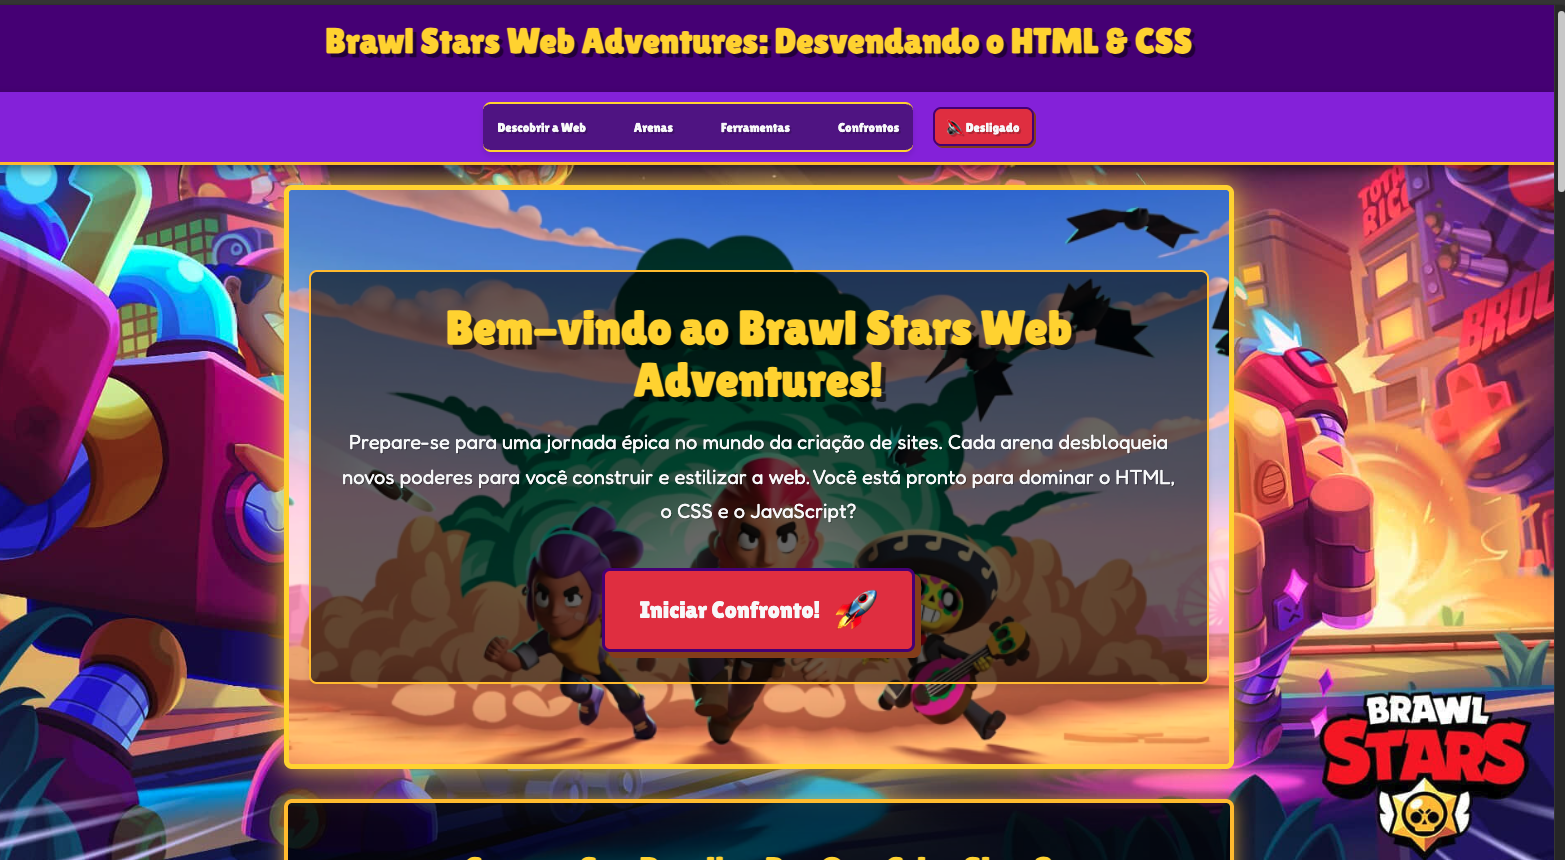 Brawl Stars Web Adventures: Desvendando o HTML & CSS
Descobrir a Web Arenas Ferramentas Confrontos Desligado
Bem-vindo ao Brawl Stars Web
Adventures!
Prepare-se para uma jornada épica no mundo da criação de sites. Cada arena desbloqueia
novos poderes para você construir e estilizar a web. Você está pronto para dominar o HTML,
o CSS e o JavaScript?
Iniciar Confronto!
BRAWL
STARS